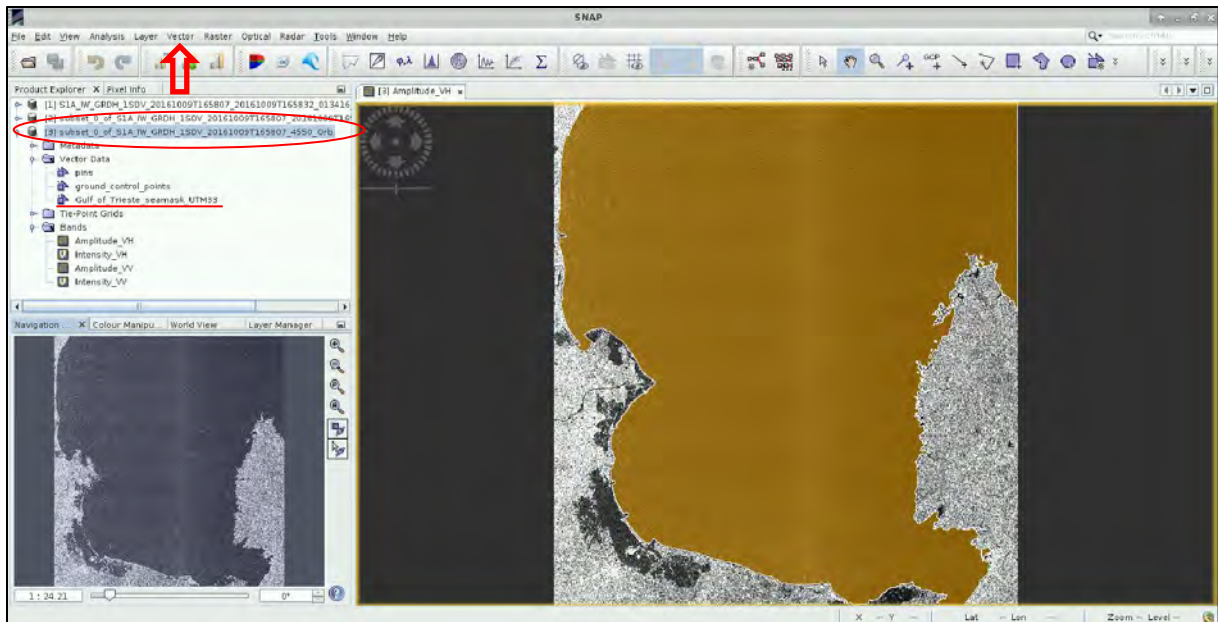 SNAP
File Edit View Analysis Layer Vector Raster Optical Radar Tools Window Help
Product Explorer X Pixel Info
[3] Amplitude_VH
[1] S1A_IW_GRDH_1SDV_20161009T165807_20161009T165832_013416
[2] subset_0_of_S1A_IW_GRDH_1SDV_20161009T165807
[3] subset_0_of_S1A_IW_GRDH_1SDV_20161009T165807_4550_Orb
Metadata
Vector Data
pins
ground_control_points
Gulf_of_Trieste_seamask_UTM33
Tie-Point Grids
Bands
Amplitude_VH
Intensity_VH
Amplitude_VV
Intensity_VV
Navigation ... X Colour Manipu... World View Layer Manager
1 : 24.21
0°
X -- Y -- Lat -- Lon -- Zoom -- Level --